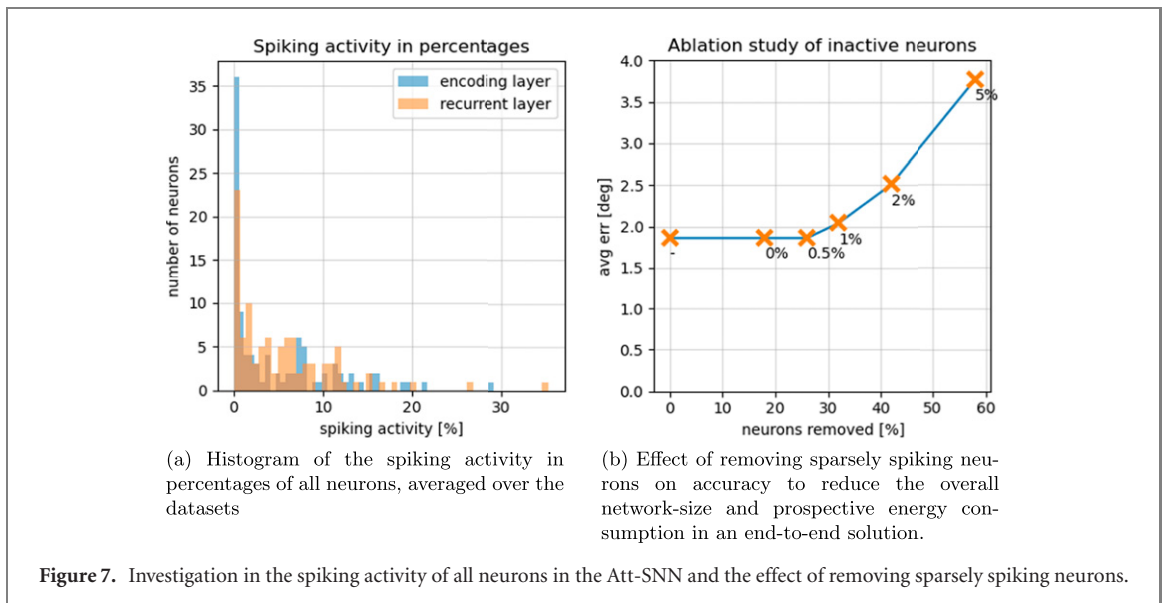 Spiking activity in percentages
encoding layer
recurrent layer
35
30
25
20
15
10
5
0
number of neurons
0 10 20 30
spiking activity [%]
(a) Histogram of the spiking activity in
percentages of all neurons, averaged over the
datasets
Ablation study of inactive neurons
4.0
3.5
3.0
2.5
2.0
1.5
1.0
0.5
0.0
avg err [deg]
-
0%
0.5%
1%
2%
5%
0 10 20 30 40 50 60
neurons removed [%]
(b) Effect of removing sparsely spiking neu-
rons on accuracy to reduce the overall
network-size and prospective energy con-
sumption in an end-to-end solution.
Figure 7. Investigation in the spiking activity of all neurons in the Att-SNN and the effect of removing sparsely spiking neurons.